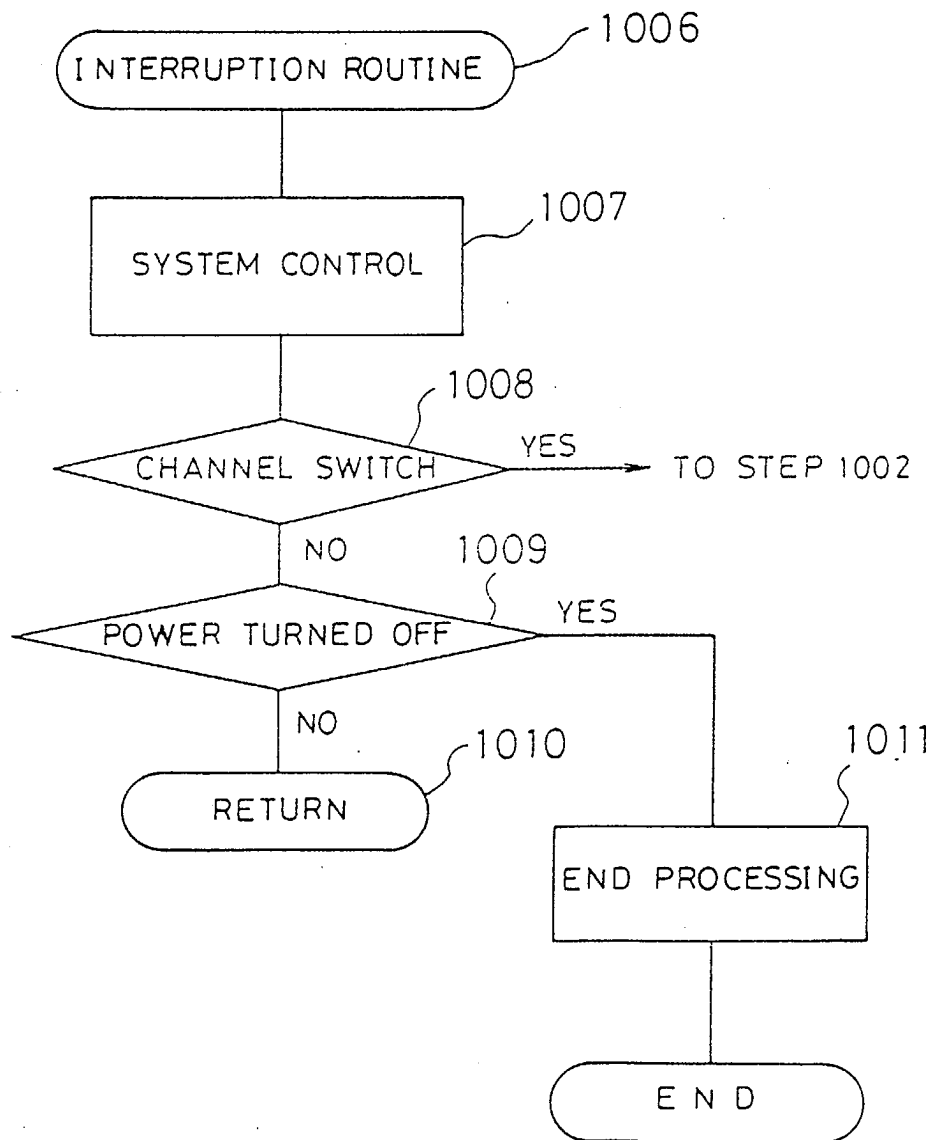 1006
INTERRUPTION ROUTINE
1007
SYSTEM CONTROL
1008
CHANNEL SWITCH
YES
TO STEP 1002
NO
1009
POWER TURNED OFF
YES
NO
1010
RETURN
1011
END PROCESSING
END